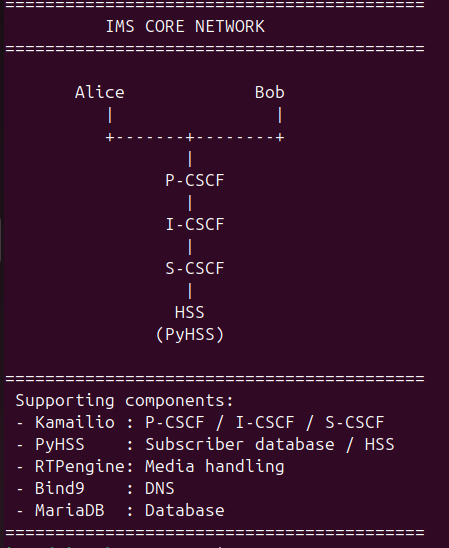 ==========================================
IMS CORE NETWORK
==========================================
Alice Bob
| |
+-------+--------+
|
P-CSCF
|
I-CSCF
|
S-CSCF
|
HSS
(PyHSS)
==========================================
Supporting components:
- Kamailio : P-CSCF / I-CSCF / S-CSCF
- PyHSS : Subscriber database / HSS
- RTPengine: Media handling
- Bind9 : DNS
- MariaDB : Database
==========================================